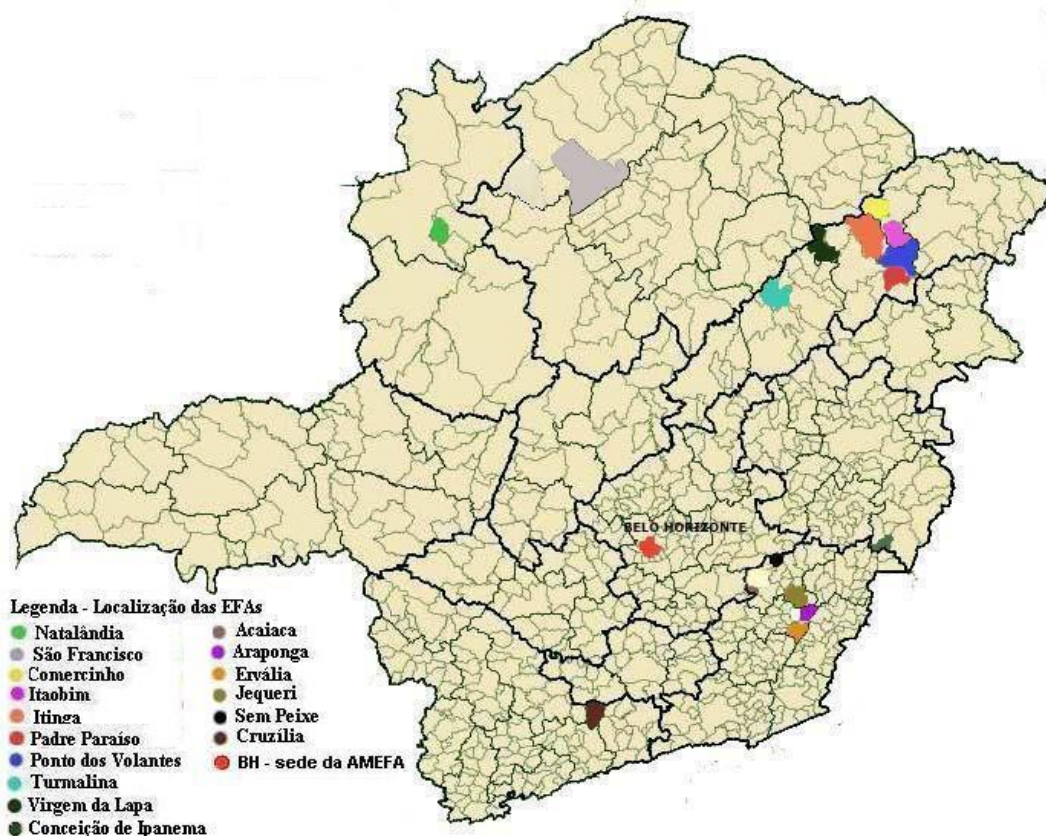 BELO HORIZONTE
Legenda - Localização das EFAs
Natalândia
São Francisco
Comercinho
Itaobim
Itinga
Padre Paraíso
Ponto dos Volantes
Turmalina
Virgem da Lapa
Conceição de Ipanema
Acaiaca
Araponga
Ervália
Jequeri
Sem Peixe
Cruzília
BH - sede da AMEFA